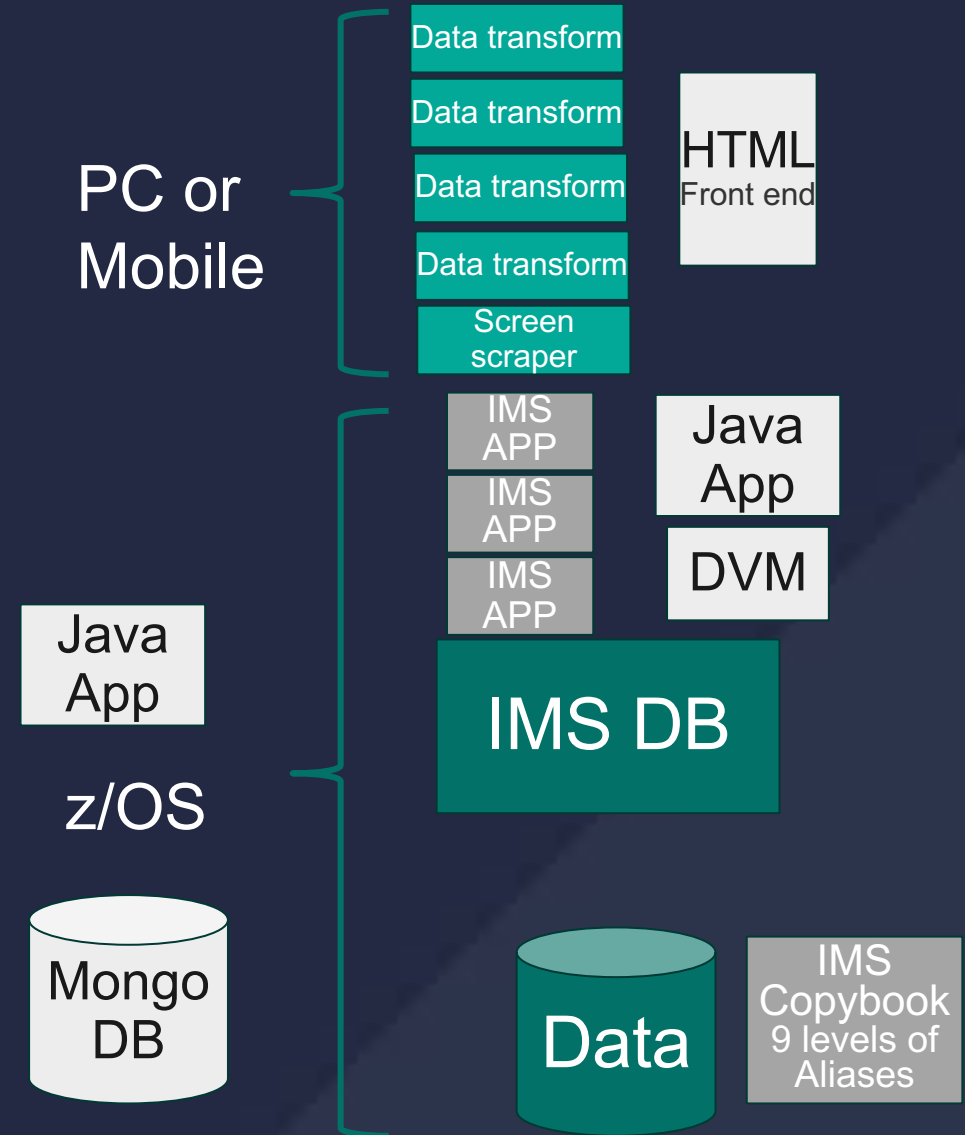 Data transform
Data transform
Data transform
Data transform
Screen
scraper
HTML
Front end
PC or
Mobile
IMS
APP
IMS
APP
IMS
APP
Java
App
DVM
IMS DB
Java
App
z/OS
Mongo
DB
Data
IMS
Copybook
9 levels of
Aliases